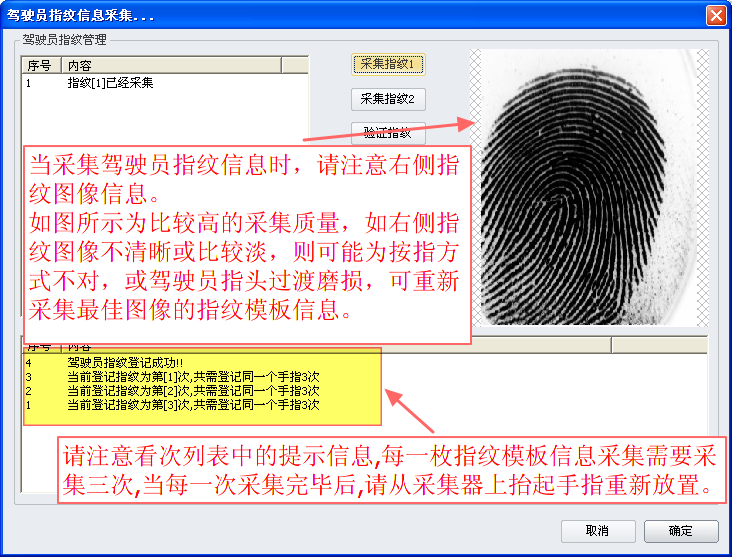 驾驶员指纹信息采集...
驾驶员指纹管理
序号 内容
1 指纹[1]已经采集
采集指纹1
采集指纹2
验证指纹
当采集驾驶员指纹信息时，请注意右侧指
纹图像信息。
如图所示为比较高的采集质量，如右侧指
纹图像不清晰或比较淡，则可能为按指方
式不对，或驾驶员指头过渡磨损，可重新
采集最佳图像的指纹模板信息。
序号 内容
4 驾驶员指纹登记成功!!
3 当前登记指纹为第[1]次,共需登记同一个手指3次
2 当前登记指纹为第[2]次,共需登记同一个手指3次
1 当前登记指纹为第[3]次,共需登记同一个手指3次
请注意看次列表中的提示信息,每一枚指纹模板信息采集需要采
集三次,当每一次采集完毕后,请从采集器上抬起手指重新放置。
取消
确定